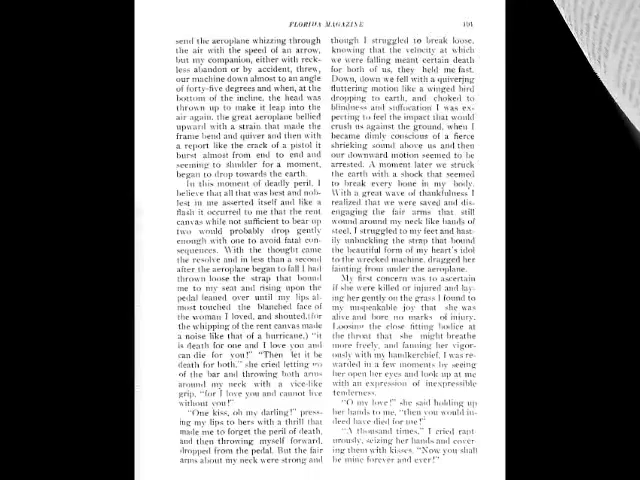 FLORIDA MAGAZINE 101
send the aeroplane whizzing through
the air with the speed of an arrow,
but my companion, either with reck-
less abandon or by accident, threw,
our machine down almost to an angle
of forty-five degrees and when, at the
bottom of the incline, the head was
thrown up to make it leap into the
air again, the great aeroplane bellied
upward with a strain that made the
frame bend and quiver and then with
a report like the crack of a pistol it
burst almost from end to end and
seeming to shudder for a moment,
began to drop towards the earth.
In this moment of deadly peril, I
believe that all that was best and nob-
lest in me asserted itself and like a
flash it occurred to me that the rent
canvas while not sufficient to bear up
two would probably drop gently
enough with one to avoid fatal con-
sequences. With the thought came
the resolve and in less than a second
after the aeroplane began to fall I had
thrown loose the strap that bound
me to my seat and rising upon the
pedal leaned over until my lips al-
most touched the blanched face of
the woman I loved, and shouted, (for
the whipping of the rent canvas made
a noise like that of a hurricane,) "it
is death for one and I love you and
can die for you!" "Then let it be
death for both," she cried letting go
of the bar and throwing both arms
around my neck with a vice-like
grip, "for I love you and cannot live
without you!"
"One kiss, oh my darling!" press-
ing my lips to hers with a thrill that
made me to forget the peril of death,
and then throwing myself forward,
dropped from the pedal. But the fair
arms about my neck were strong and
though I struggled to break loose,
knowing that the velocity at which
we were falling meant certain death
for both of us, they held me fast.
Down, down we fell with a quivering
fluttering motion like a winged bird
dropping to earth, and choked to
blindness and suffocation I was ex-
pecting to feel the impact that would
crush us against the ground, when I
became dimly conscious of a fierce
shrieking sound above us and then
our downward motion seemed to be
arrested. A moment later we struck
the earth with a shock that seemed
to break every bone in my body.
With a great wave of thankfulness I
realized that we were saved and dis-
engaging the fair arms that still
wound around my neck like bands of
steel, I struggled to my feet and hast-
ily unbuckling the strap that bound
the beautiful form of my heart's idol
to the wrecked machine, dragged her
fainting from under the aeroplane.
My first concern was to ascertain
if she were killed or injured and lay-
ing her gently on the grass I found to
my unspeakable joy that she was
alive and bore no marks of injury.
Loosing the close fitting bodice at
the throat that she might breathe
more freely, and fanning her vigor-
ously with my handkerchief, I was re-
warded in a few moments by seeing
her open her eyes and look up at me
with an expression of inexpressible
tenderness.
"O my love!" she said holding up
her hands to me, "then you would in-
deed have died for me!"
"A thousand times," I cried rapt
urously, seizing her hands and cover-
ing them with kisses. "Now you shall
be mine forever and ever!"